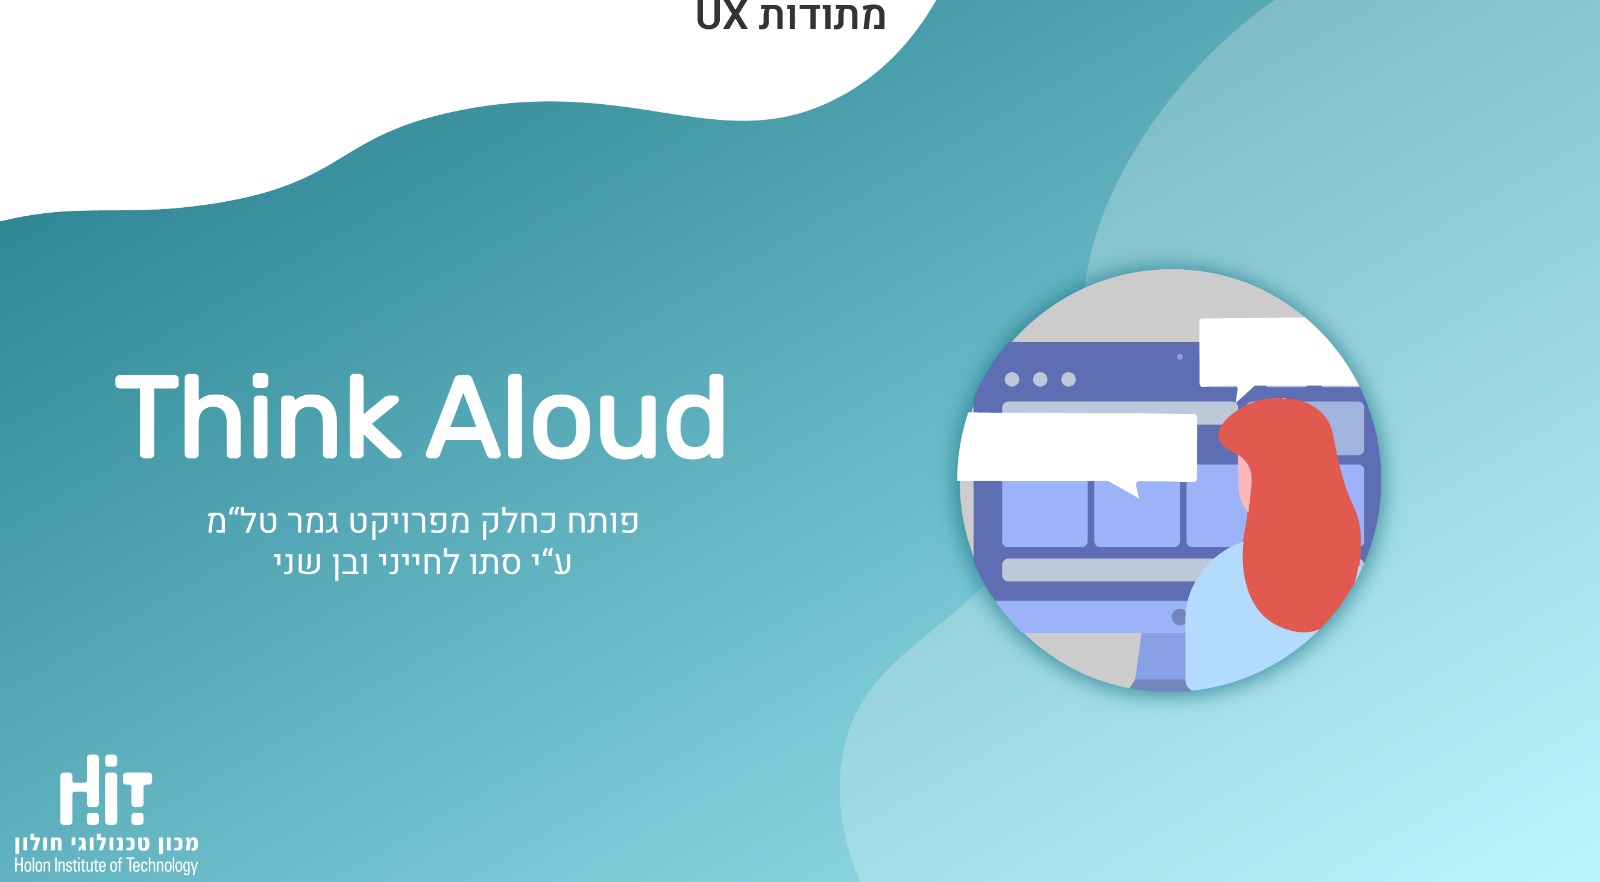 מתודות UX
Think Aloud
פותח כחלק מפרויקט גמר טל“מ
ע“י סתו לחייני ובן שני
HiT
מכון טכנולוגי חולון
Holon Institute of Technology